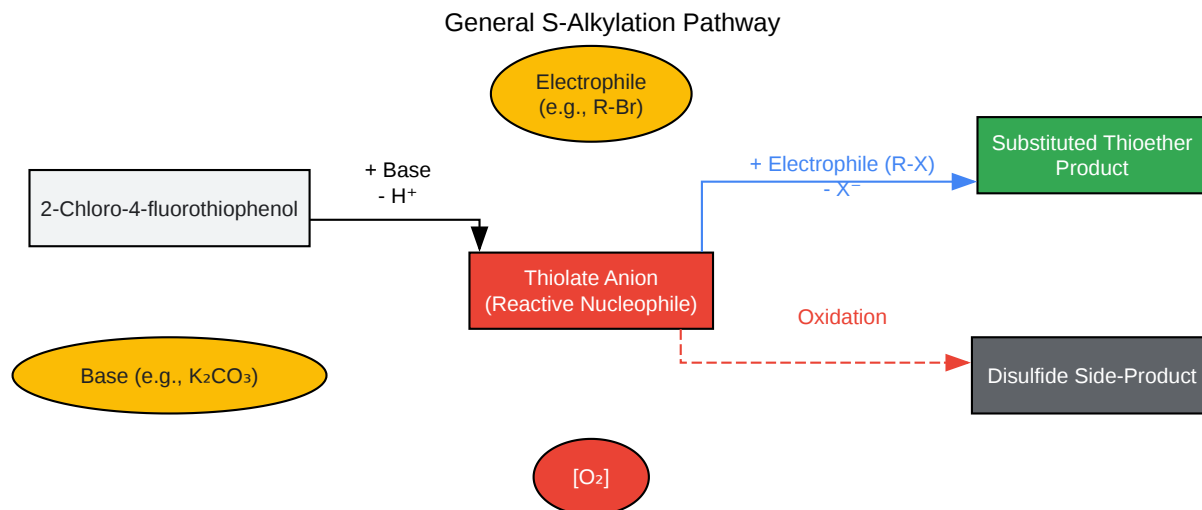 General S-Alkylation Pathway
Electrophile
(e.g., R-Br)
Substituted Thioether
Product
+ Base
- H⁺
+ Electrophile (R-X)
- X⁻
2-Chloro-4-fluorothiophenol
Thiolate Anion
(Reactive Nucleophile)
Oxidation
Base (e.g., K₂CO₃)
Disulfide Side-Product
[O₂]